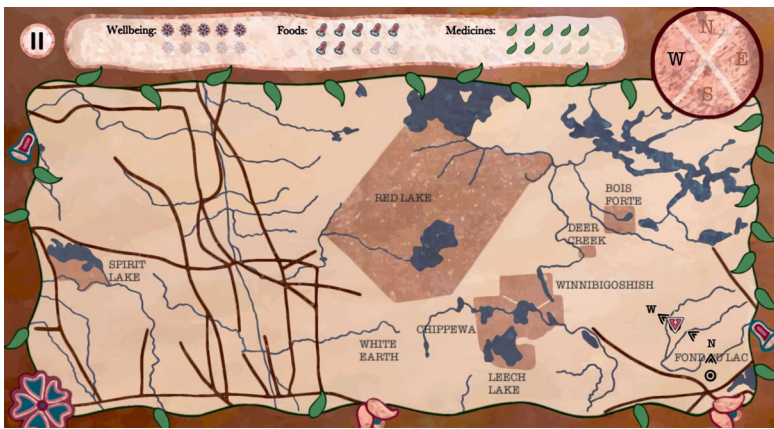 Wellbeing:
Foods:
Medicines:
N
W
E
S
RED LAKE
BOIS
FORTE
DEER
CREEK
SPIRIT
LAKE
WINNIBIGOSHISH
W
CHIPPEWA
WHITE
EARTH
N
FOND AU LAC
LEECH
LAKE